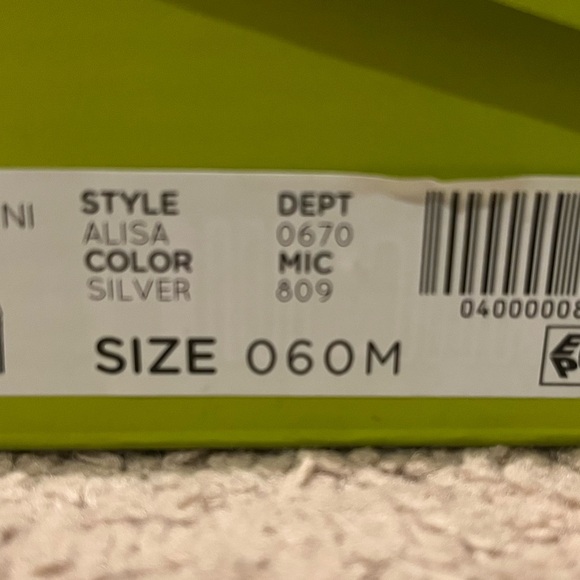 NI
STYLE DEPT
ALISA 0670
COLOR MIC
SILVER 809
04000008
SIZE 060M
E
P